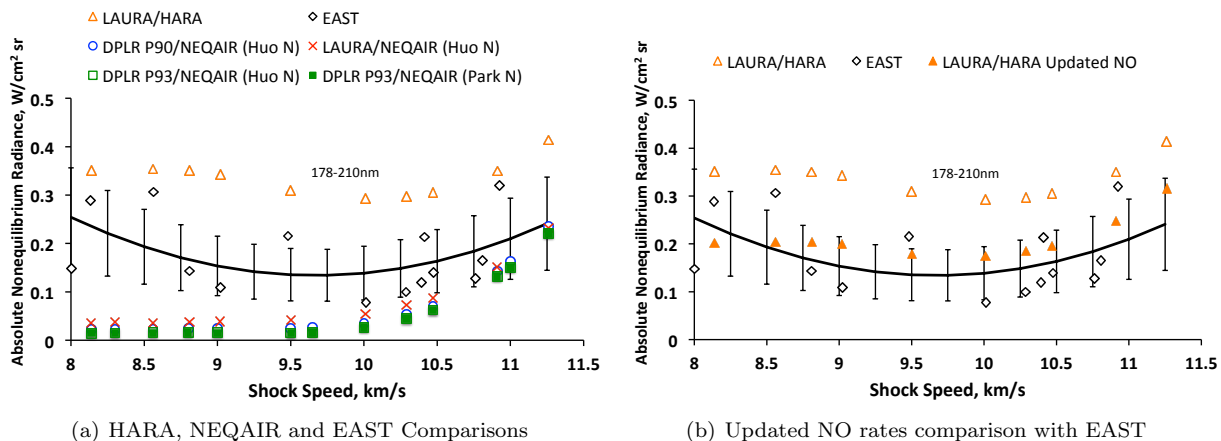 LAURA/HARA
EAST
DPLR P90/NEQAIR (Huo N)
LAURA/NEQAIR (Huo N)
DPLR P93/NEQAIR (Huo N)
DPLR P93/NEQAIR (Park N)
Absolute Nonequilibrium Radiance, W/cm² sr
0.5
0.4
0.3
0.2
0.1
0
178-210nm
8
8.5
9
9.5
10
10.5
11
11.5
Shock Speed, km/s
(a) HARA, NEQAIR and EAST Comparisons
LAURA/HARA
EAST
LAURA/HARA Updated NO
Absolute Nonequilibrium Radiance, W/cm² sr
0.5
0.4
0.3
0.2
0.1
0
178-210nm
8
8.5
9
9.5
10
10.5
11
11.5
Shock Speed, km/s
(b) Updated NO rates comparison with EAST